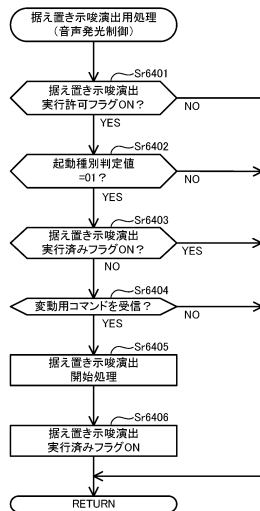 据え置き示唆演出用処理
(音声発光制御)
Sr6401
据え置き示唆演出
実行許可フラグON？
NO
YES
Sr6402
起動種別判定値
=01？
NO
YES
Sr6403
据え置き示唆演出
実行済みフラグON？
YES
NO
Sr6404
変動用コマンドを受信？
NO
YES
Sr6405
据え置き示唆演出
開始処理
Sr6406
据え置き示唆演出
実行済みフラグON
RETURN